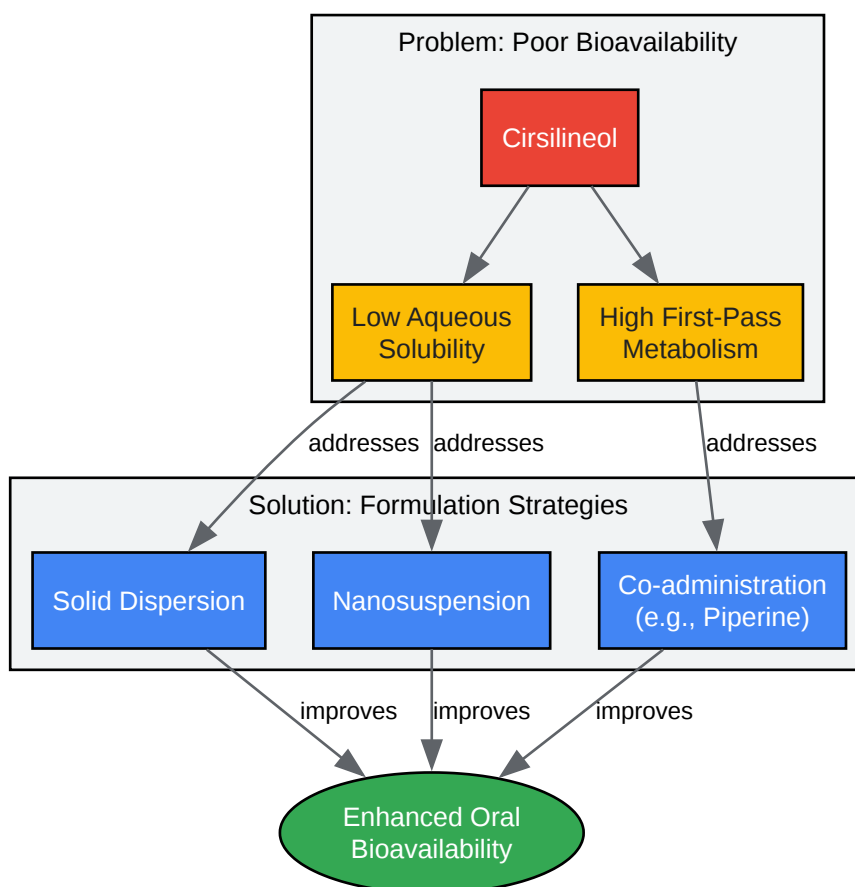 Problem: Poor Bioavailability
Cirsilineol
Low Aqueous
Solubility
High First-Pass
Metabolism
addresses
addresses
addresses
Solution: Formulation Strategies
Solid Dispersion
Nanosuspension
Co-administration
(e.g., Piperine)
improves
improves
improves
Enhanced Oral
Bioavailability